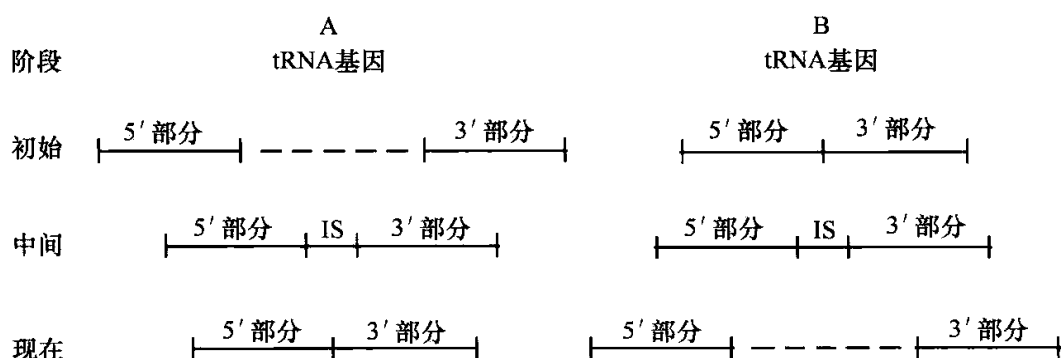 A B
阶段 tRNA基因 tRNA基因
初始 5′部分 3′部分 5′部分 3′部分
中间 5′部分 IS 3′部分 5′部分 IS 3′部分
现在 5′部分 3′部分 5′部分 3′部分